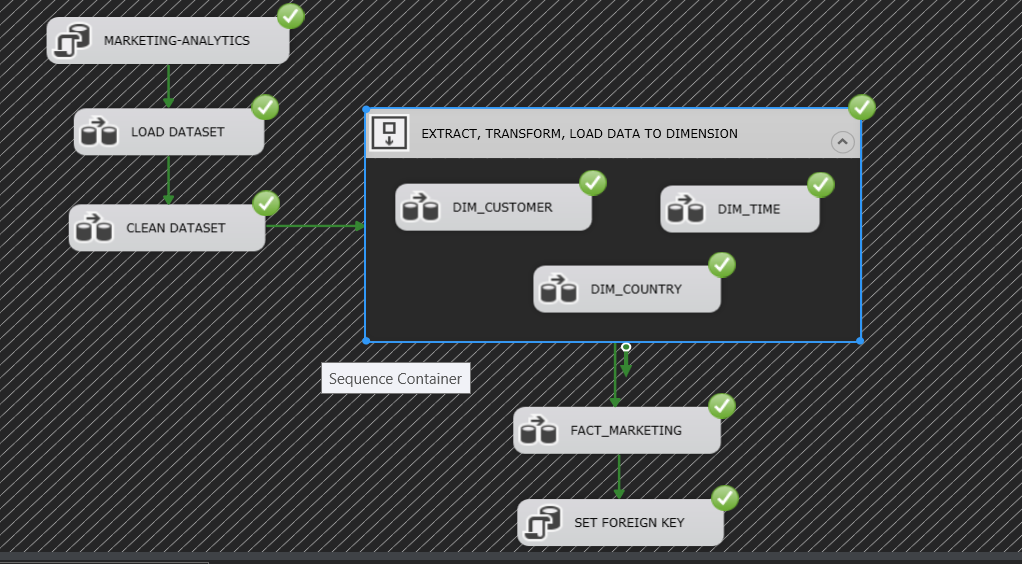 MARKETING-ANALYTICS
LOAD DATASET
CLEAN DATASET
EXTRACT, TRANSFORM, LOAD DATA TO DIMENSION
DIM_CUSTOMER
DIM_TIME
DIM_COUNTRY
Sequence Container
FACT_MARKETING
SET FOREIGN KEY